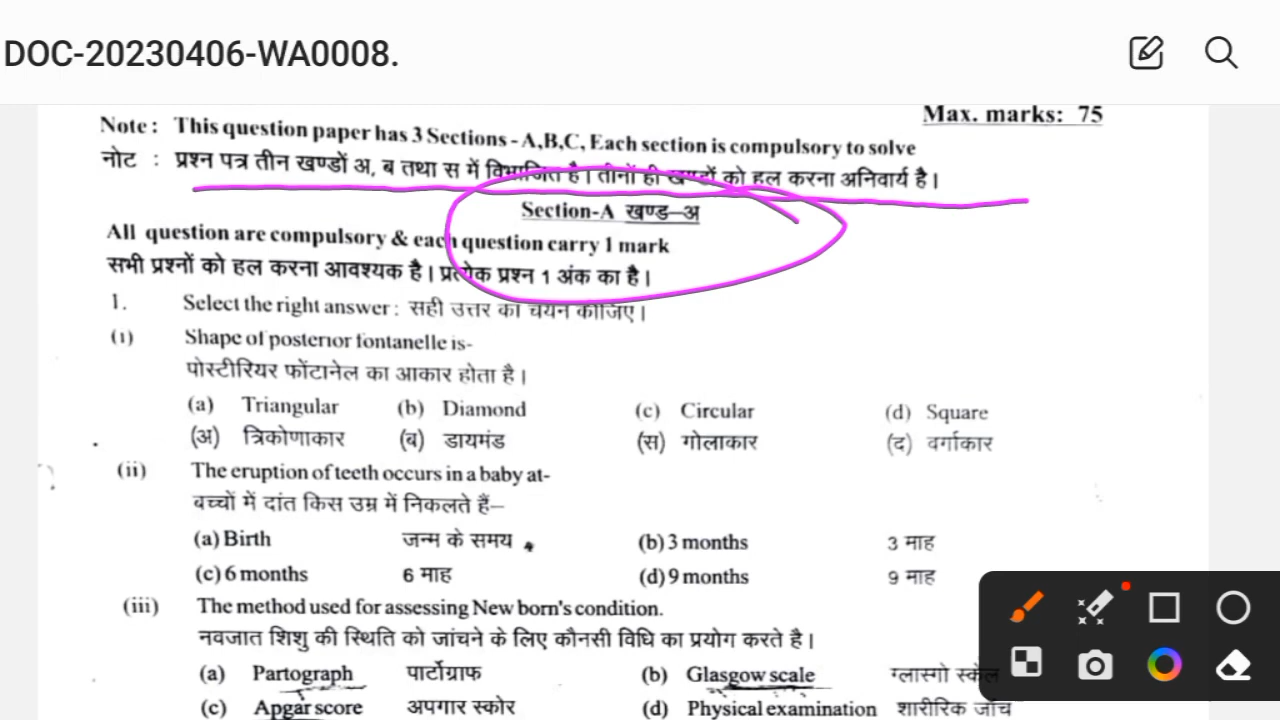 DOC-20230406-WA0008.
Max. marks: 75
Note : This question paper has 3 Sections - A,B,C, Each section is compulsory to solve
नोट : प्रश्न पत्र तीन खण्डों अ, ब तथा स में विभाजित है। तीनों ही खण्डों को हल करना अनिवार्य है।
Section-A खण्ड–अ
All question are compulsory & each question carry 1 mark
सभी प्रश्नों को हल करना आवश्यक है। प्रत्येक प्रश्न 1 अंक का है।
1. Select the right answer : सही उत्तर का चयन कीजिए।
(i) Shape of posterior fontanelle is-
पोस्टीरियर फोंटानेल का आकार होता है।
(a) Triangular (b) Diamond (c) Circular (d) Square
(अ) त्रिकोणाकार (ब) डायमंड (स) गोलाकार (द) वर्गाकार
(ii) The eruption of teeth occurs in a baby at-
बच्चों में दांत किस उम्र में निकलते हैं–
(a) Birth जन्म के समय (b) 3 months 3 माह
(c) 6 months 6 माह (d) 9 months 9 माह
(iii) The method used for assessing New born's condition.
नवजात शिशु की स्थिति को जांचने के लिए कौनसी विधि का प्रयोग करते है।
(a) Partograph पार्टोग्राफ (b) Glasgow scale ग्लास्गो स्केल
(c) Apgar score अपगार स्कोर (d) Physical examination शारीरिक जाँच